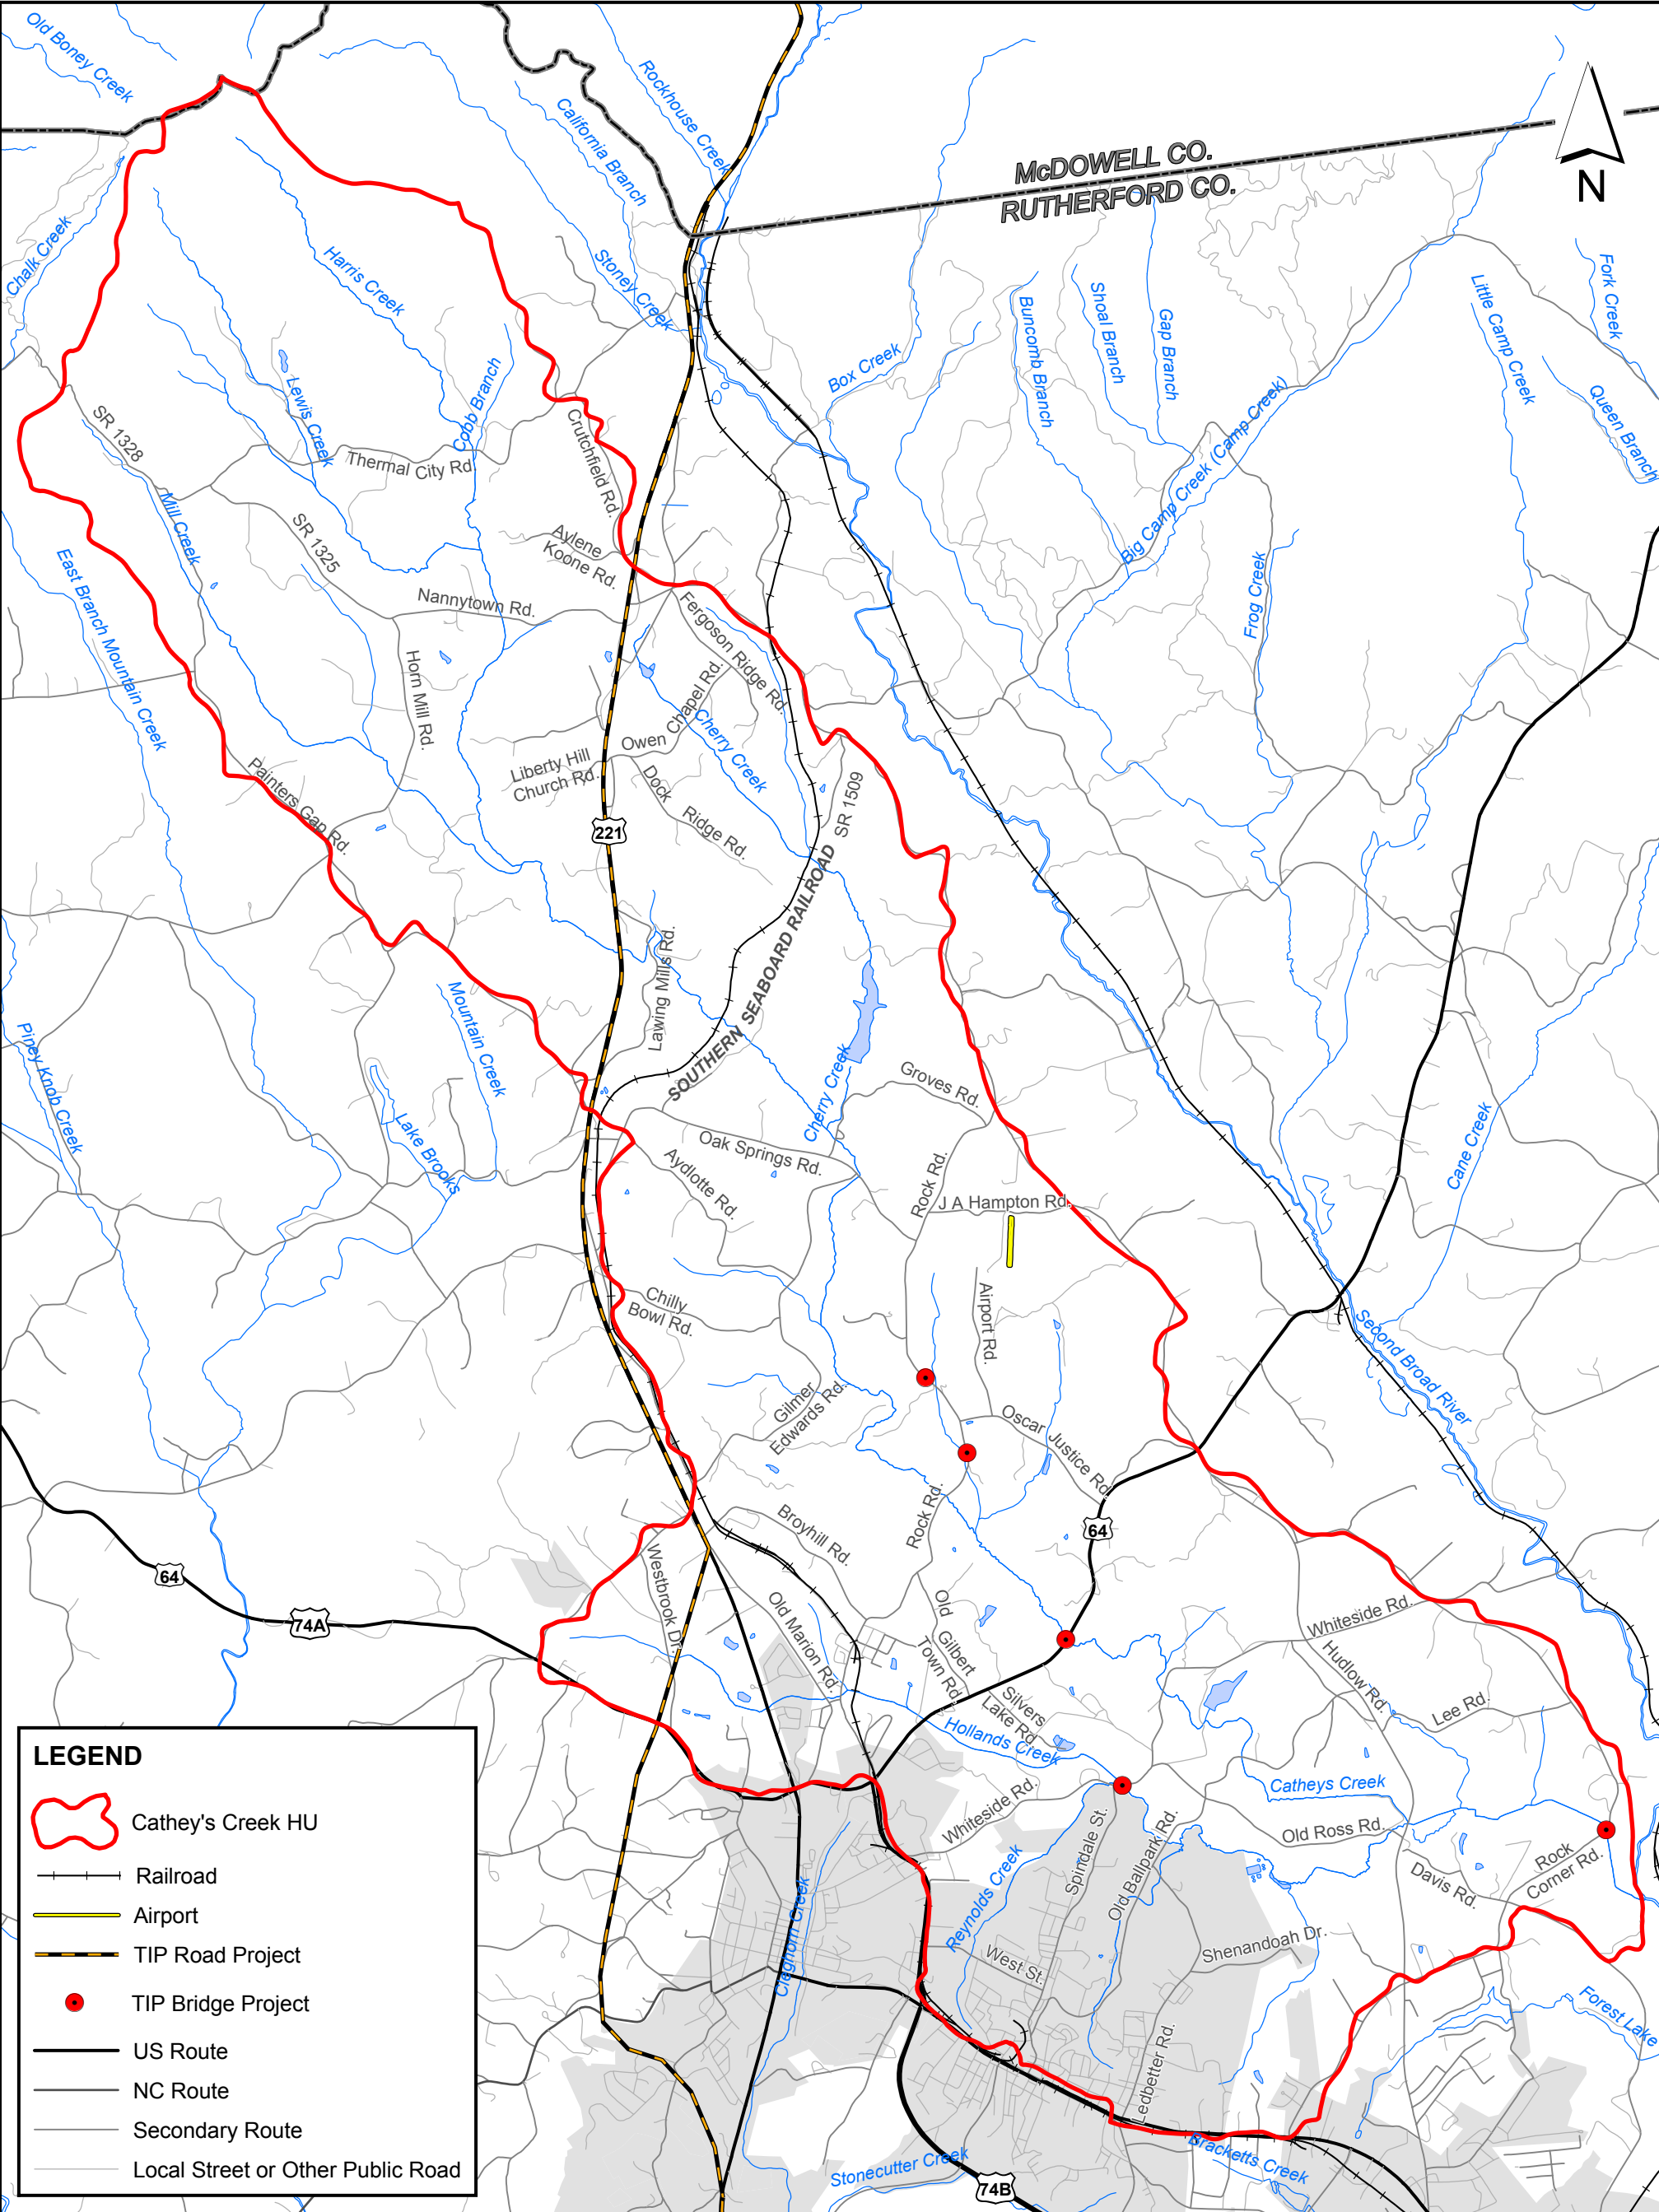 Old Boney Creek
Rockhouse Creek
California Branch
McDOWELL CO.
RUTHERFORD CO.
N
Chalk Creek
Harris Creek
Stoney Creek
Fork Creek
Little Camp Creek
Buncomb Branch
Shoal Branch
Gap Branch
Box Creek
Queen Branch
Lewis Creek
Cobb Branch
SR 1328
Thermal City Rd
Crutchfield Rd.
Big Camp Creek (Camp Creek)
Mill Creek
SR 1325
Aylene
Koone Rd.
East Branch Mountain Creek
Nannytown Rd.
Frog Creek
Fergoson Ridge Rd.
Horn Mill Rd.
Owen Chapel Rd.
Cherry Creek
Liberty Hill
Church Rd.
Dock Ridge Rd.
SR 1509
Painters Gap Rd.
221
SOUTHERN SEABOARD RAILROAD
Lawing Mills Rd.
Mountain Creek
Piney Knob Creek
Lake Brooks
Cherry Creek
Groves Rd.
Oak Springs Rd.
Aydlotte Rd.
Rock Rd.
J A Hampton Rd.
Cane Creek
Airport Rd.
Chilly
Bowl Rd.
Second Broad River
Gilmer
Edwards Rd.
Oscar Justice Rd
Rock Rd.
Broyhill Rd.
64
64
74A
Westbrook Dr.
Old Marion Rd.
Old Gilbert
Town Rd
Silvers
Lake Rd
Hollands Creek
Whiteside Rd.
Hudlow Rd.
Lee Rd.
Catheys Creek
Whiteside Rd.
Old Ross Rd.
Spindale St.
Old Ballpark Rd.
Reynolds Creek
Davis Rd.
Rock
Corner Rd.
Cleghorn Creek
West St.
Shenandoah Dr.
Forest Lake
Ledbetter Rd.
Bracketts Creek
Stonecutter Creek
74B
LEGEND
Cathey's Creek HU
Railroad
Airport
TIP Road Project
TIP Bridge Project
US Route
NC Route
Secondary Route
Local Street or Other Public Road